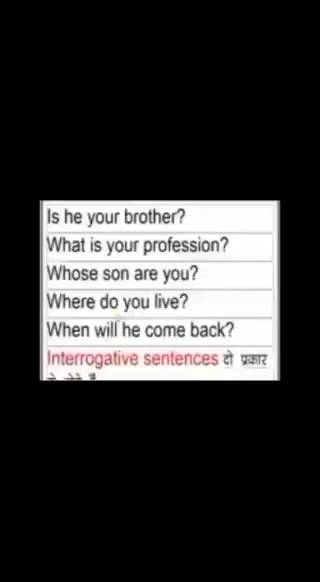 Is he your brother?
What is your profession?
Whose son are you?
Where do you live?
When will he come back?
Interrogative sentences दो प्रकार